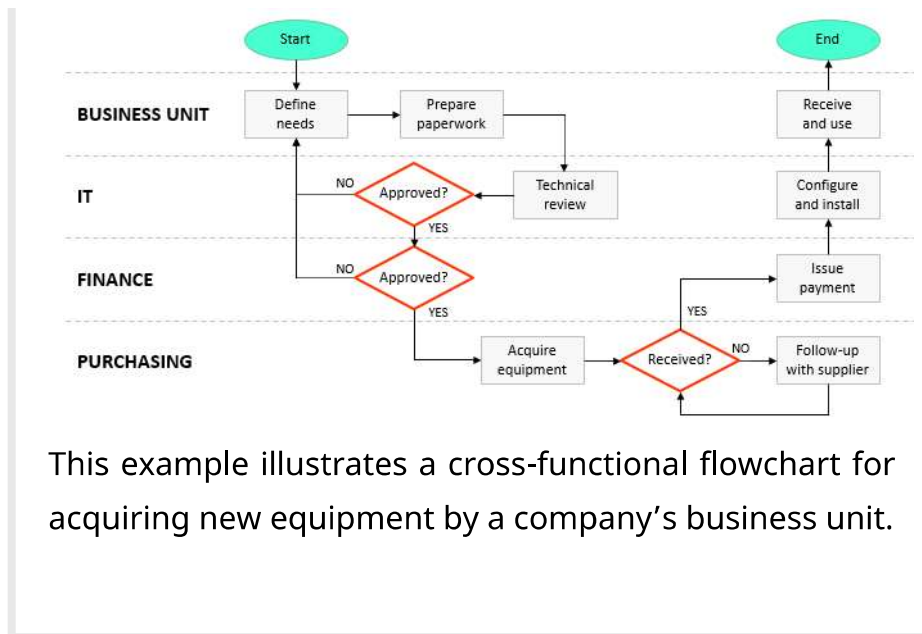 Start
End
BUSINESS UNIT
Define
needs
Prepare
paperwork
Receive
and use
IT
NO
Approved?
Technical
review
Configure
and install
YES
FINANCE
NO
Approved?
Issue
payment
YES
YES
PURCHASING
Acquire
equipment
Received?
NO
Follow-up
with supplier
This example illustrates a cross-functional flowchart for
acquiring new equipment by a company’s business unit.